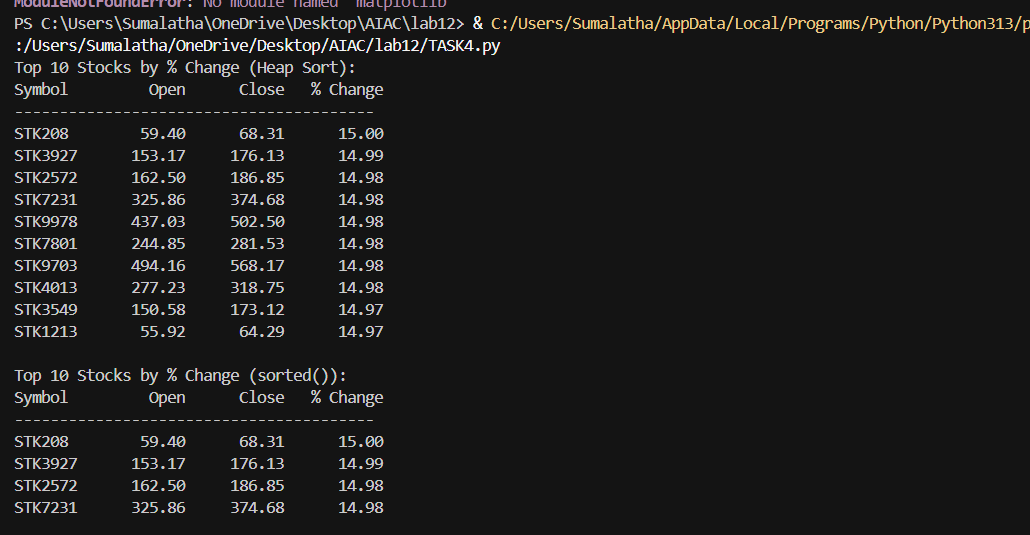 ModuleNotFoundError: No module named 'matplotlib'
PS C:\Users\Sumalatha\OneDrive\Desktop\AIAC\lab12> & C:/Users/Sumalatha/AppData/Local/Programs/Python/Python313/p
:/Users/Sumalatha/OneDrive/Desktop/AIAC/lab12/TASK4.py
Top 10 Stocks by % Change (Heap Sort):
Symbol         Open      Close   % Change
----------------------------------------
STK208        59.40      68.31      15.00
STK3927      153.17     176.13      14.99
STK2572      162.50     186.85      14.98
STK7231      325.86     374.68      14.98
STK9978      437.03     502.50      14.98
STK7801      244.85     281.53      14.98
STK9703      494.16     568.17      14.98
STK4013      277.23     318.75      14.98
STK3549      150.58     173.12      14.97
STK1213       55.92      64.29      14.97
Top 10 Stocks by % Change (sorted()):
Symbol         Open      Close   % Change
----------------------------------------
STK208        59.40      68.31      15.00
STK3927      153.17     176.13      14.99
STK2572      162.50     186.85      14.98
STK7231      325.86     374.68      14.98